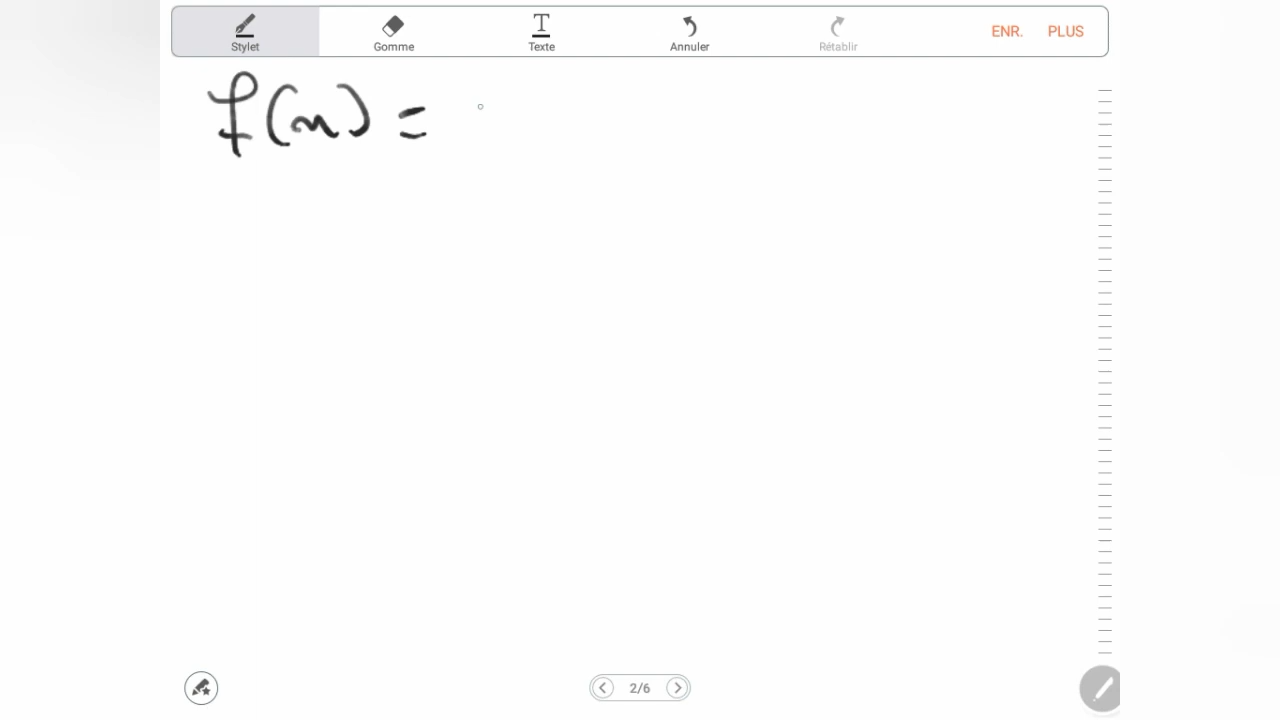 Stylet Gomme Texte Annuler Rétablir ENR. PLUS
f(x) =
2/6